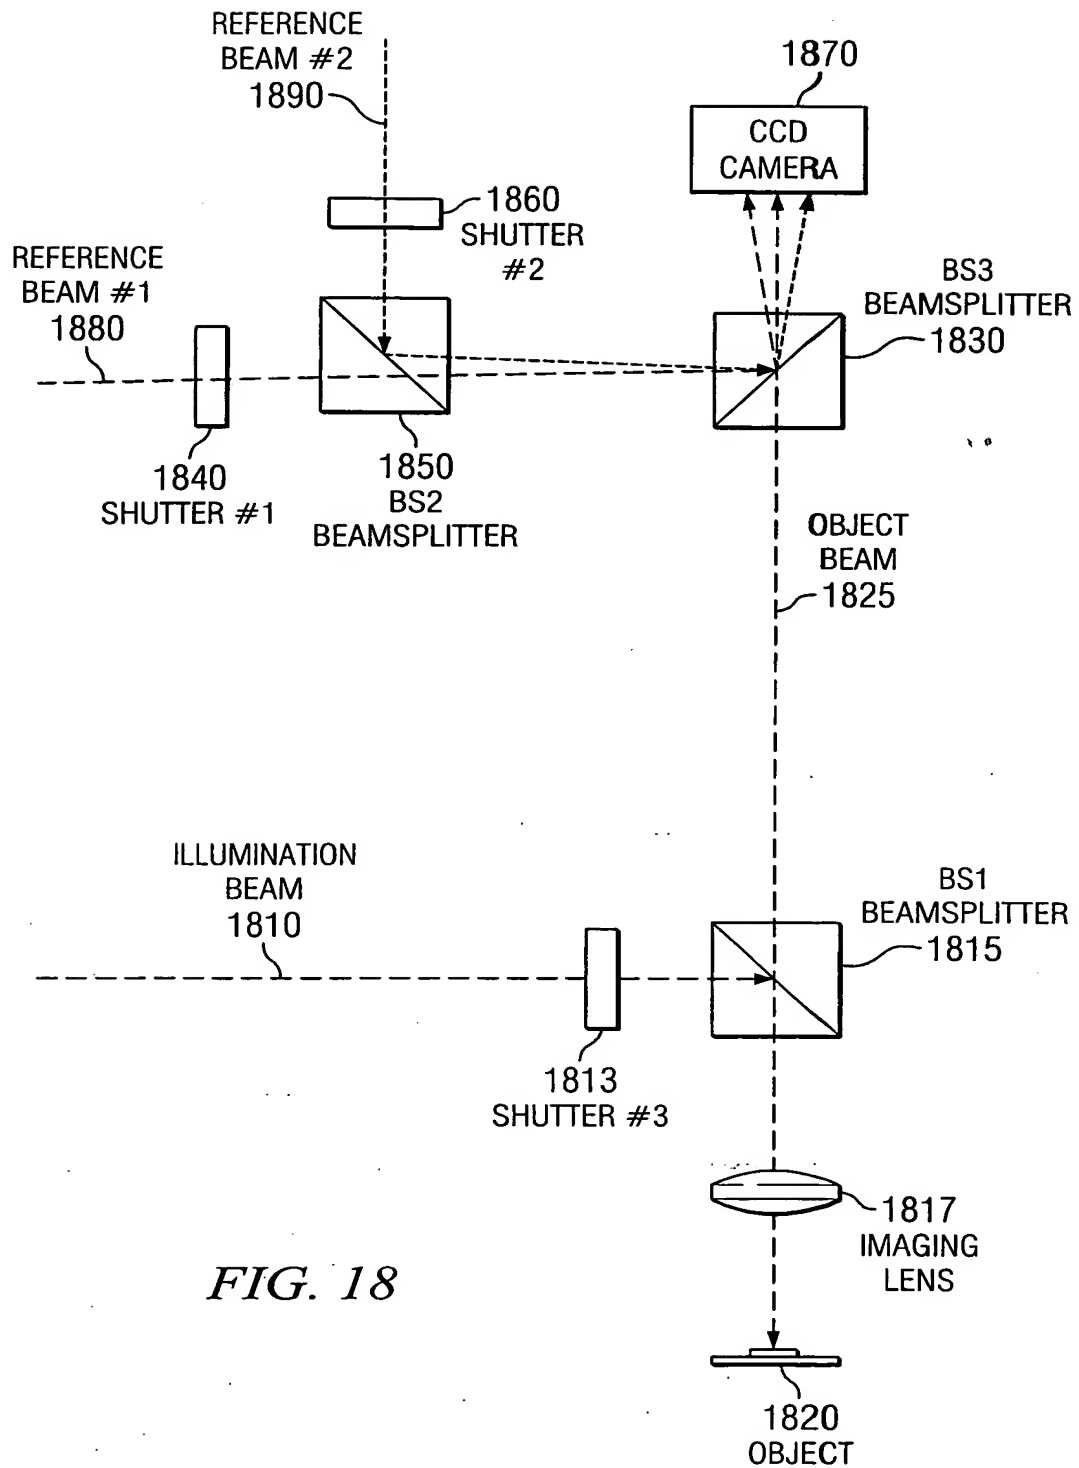 REFERENCE
BEAM #2
1890
1870
CCD
CAMERA
1860
SHUTTER
#2
REFERENCE
BEAM #1
1880
BS3
BEAMSPLITTER
1830
1840
SHUTTER #1
1850
BS2
BEAMSPLITTER
OBJECT
BEAM
1825
ILLUMINATION
BEAM
1810
BS1
BEAMSPLITTER
1815
1813
SHUTTER #3
1817
IMAGING
LENS
FIG. 18
1820
OBJECT